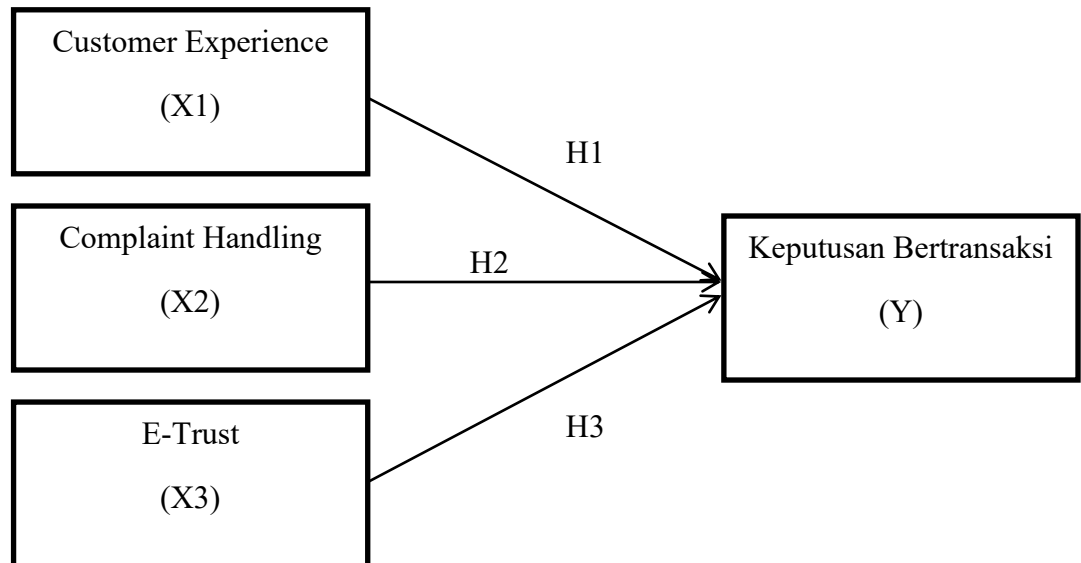 Customer Experience
(X1)
H1
Complaint Handling
(X2)
H2
Keputusan Bertransaksi
(Y)
E-Trust
(X3)
H3